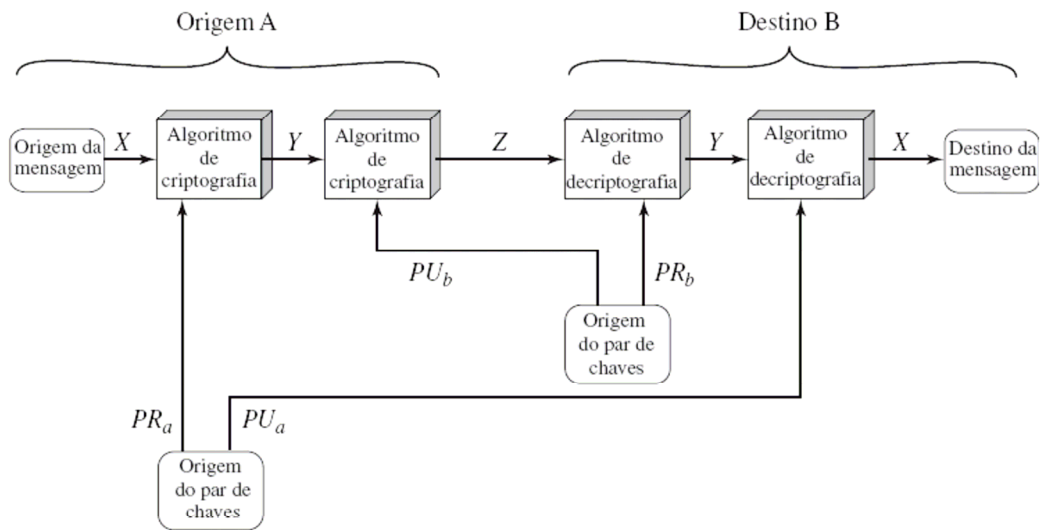 Origem A
Destino B
Origem da
mensagem
X
Algoritmo
de
criptografia
Y
Algoritmo
de
criptografia
Z
Algoritmo
de
decriptografia
Y
Algoritmo
de
decriptografia
X
Destino da
mensagem
PU_b
PR_b
Origem
do par de
chaves
PR_a
PU_a
Origem
do par de
chaves